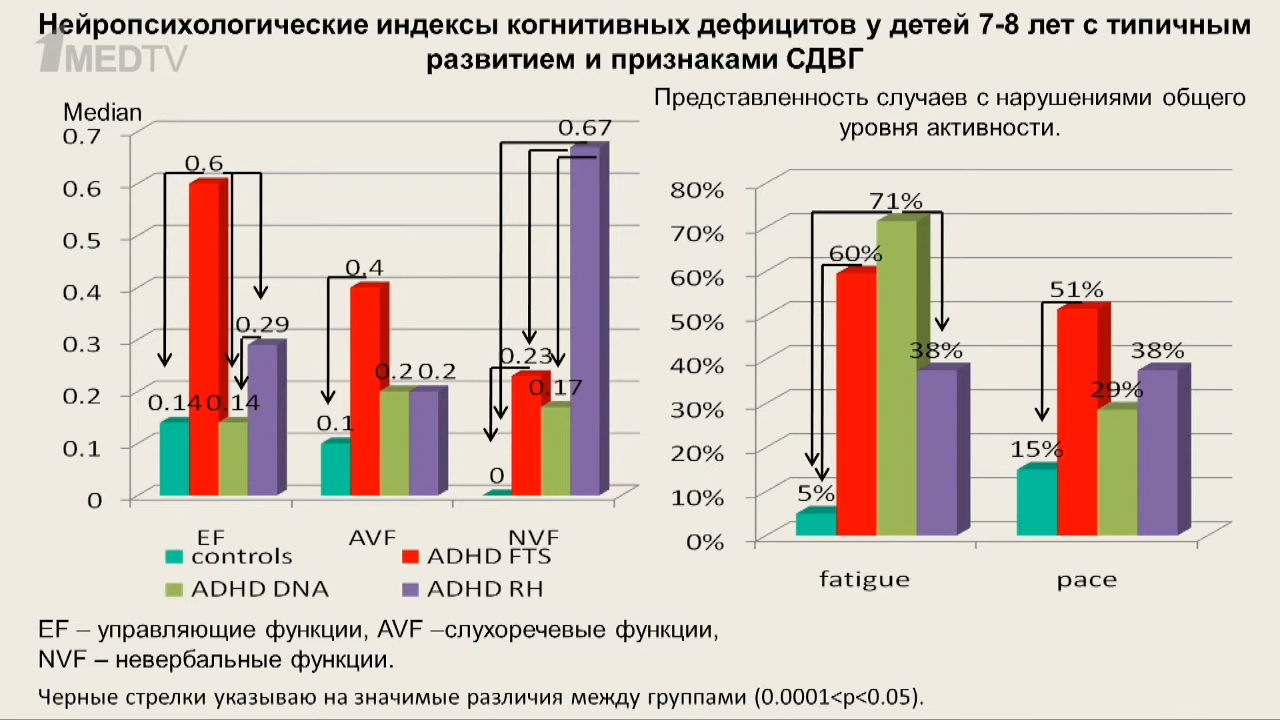 Нейропсихологические индексы когнитивных дефицитов у детей 7-8 лет с типичным
развитием и признаками СДВГ
1MEDTV
Median
0.7
0.6
0.5
0.4
0.3
0.2
0.1
0
0.14
0.6
0.14
0.29
0.1
0.4
0.2
0.2
0
0.23
0.17
0.67
EF
AVF
NVF
controls
ADHD FTS
ADHD DNA
ADHD RH
Представленность случаев с нарушениями общего
уровня активности.
80%
70%
60%
50%
40%
30%
20%
10%
0%
5%
60%
71%
38%
15%
51%
29%
38%
fatigue
pace
EF – управляющие функции, AVF –слухоречевые функции,
NVF – невербальные функции.
Черные стрелки указываю на значимые различия между группами (0.0001<p<0.05).